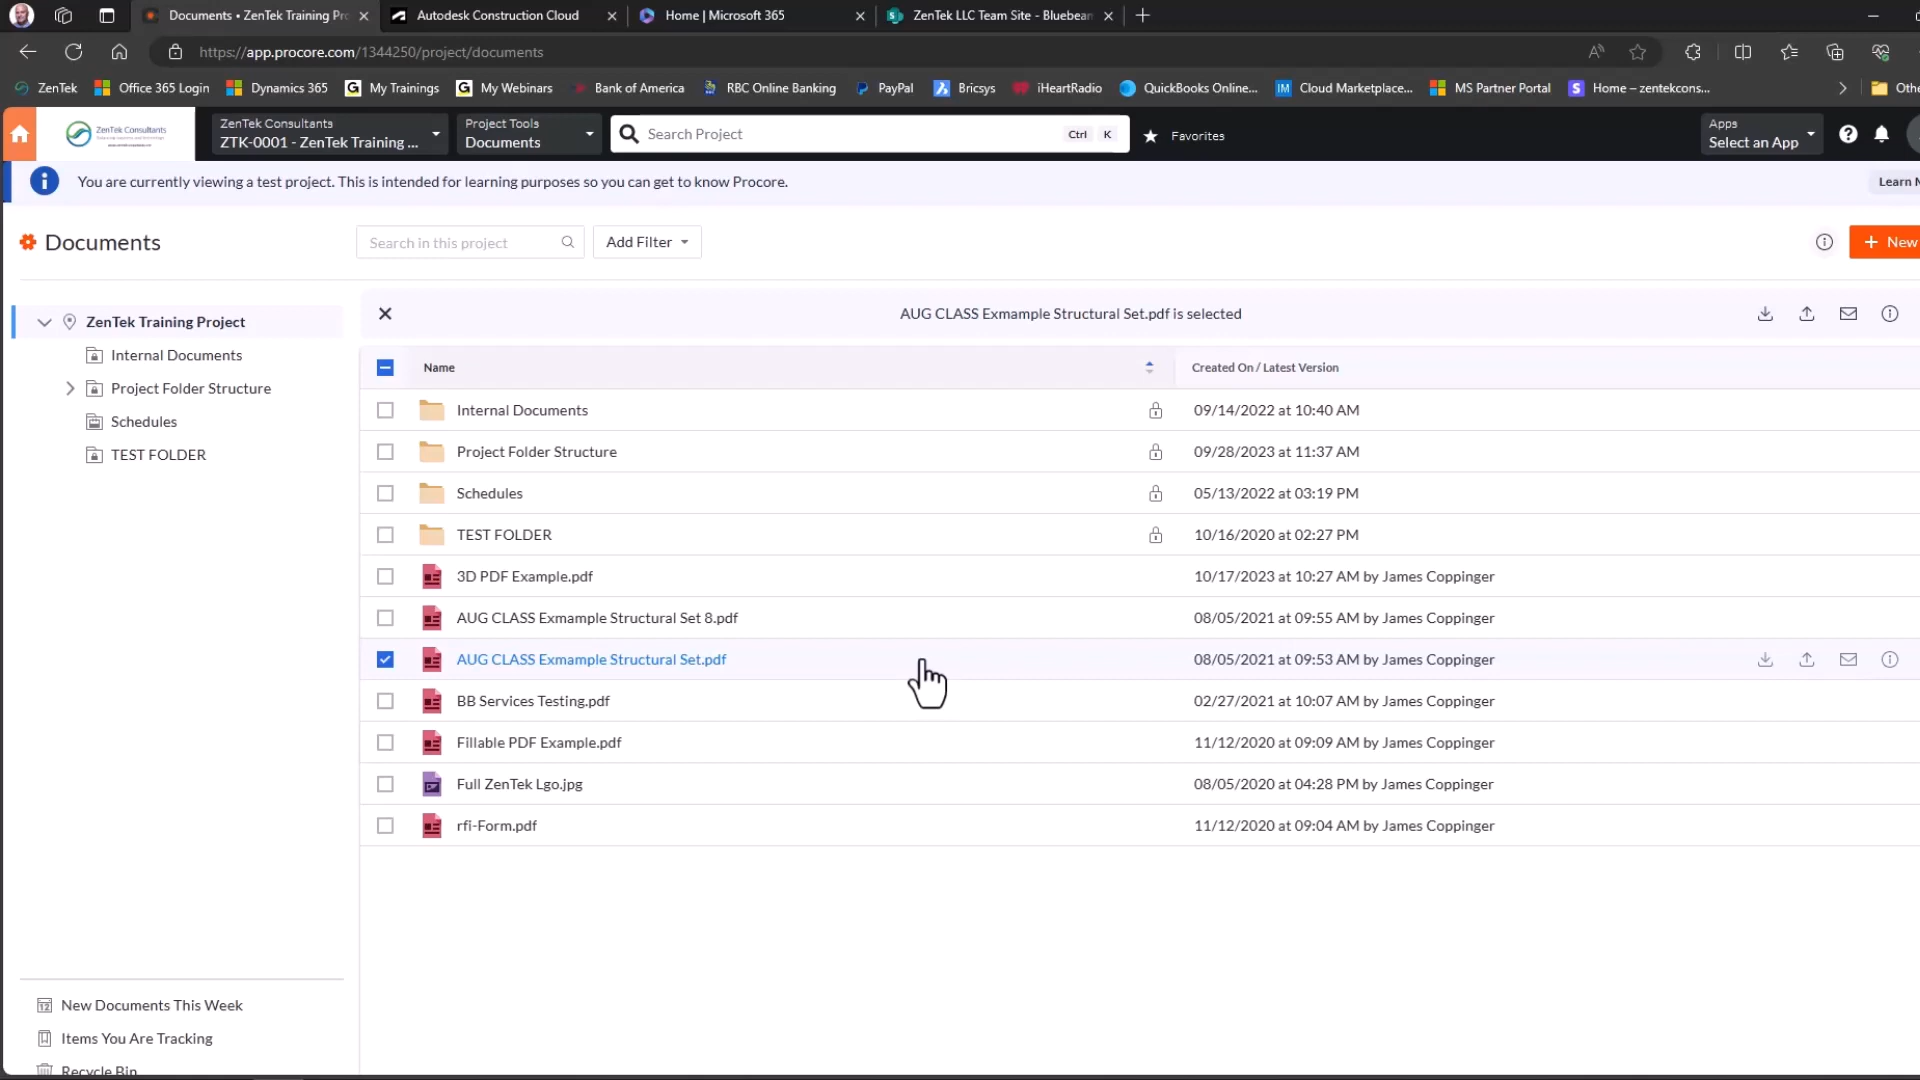 Documents • ZenTek Training Pr
Autodesk Construction Cloud
Home | Microsoft 365
ZenTek LLC Team Site - Bluebean
https://app.procore.com/1344250/project/documents
ZenTek
Office 365 Login
Dynamics 365
My Trainings
My Webinars
Bank of America
RBC Online Banking
PayPal
Bricsys
iHeartRadio
QuickBooks Online...
Cloud Marketplace...
MS Partner Portal
Home – zentekcons...
Othe
ZenTek Consultants
ZenTek Consultants
ZTK-0001 - ZenTek Training ...
Project Tools
Documents
Search Project
Ctrl K
Favorites
Apps
Select an App
You are currently viewing a test project. This is intended for learning purposes so you can get to know Procore.
Learn M
Documents
Search in this project
Add Filter
New
ZenTek Training Project
Internal Documents
Project Folder Structure
Schedules
TEST FOLDER
AUG CLASS Exmample Structural Set.pdf is selected
Name
Created On / Latest Version
Internal Documents
09/14/2022 at 10:40 AM
Project Folder Structure
09/28/2023 at 11:37 AM
Schedules
05/13/2022 at 03:19 PM
TEST FOLDER
10/16/2020 at 02:27 PM
3D PDF Example.pdf
10/17/2023 at 10:27 AM by James Coppinger
AUG CLASS Exmample Structural Set 8.pdf
08/05/2021 at 09:55 AM by James Coppinger
AUG CLASS Exmample Structural Set.pdf
08/05/2021 at 09:53 AM by James Coppinger
BB Services Testing.pdf
02/27/2021 at 10:07 AM by James Coppinger
Fillable PDF Example.pdf
11/12/2020 at 09:09 AM by James Coppinger
Full ZenTek Lgo.jpg
08/05/2020 at 04:28 PM by James Coppinger
rfi-Form.pdf
11/12/2020 at 09:04 AM by James Coppinger
New Documents This Week
Items You Are Tracking
Recycle Bin